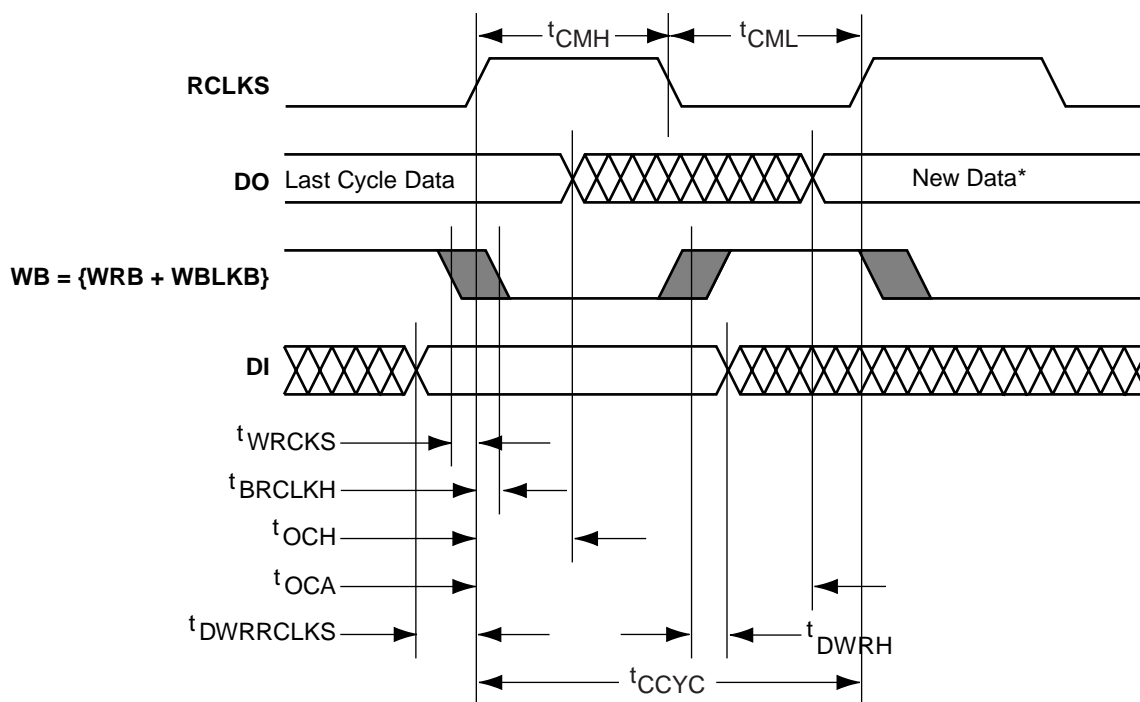 tCMH tCML
RCLKS
DO Last Cycle Data New Data*
WB = {WRB + WBLKB}
DI
tWRCKS
tBRCLKH
tOCH
tOCA
tDWRRCLKS tDWRH
tCCYC